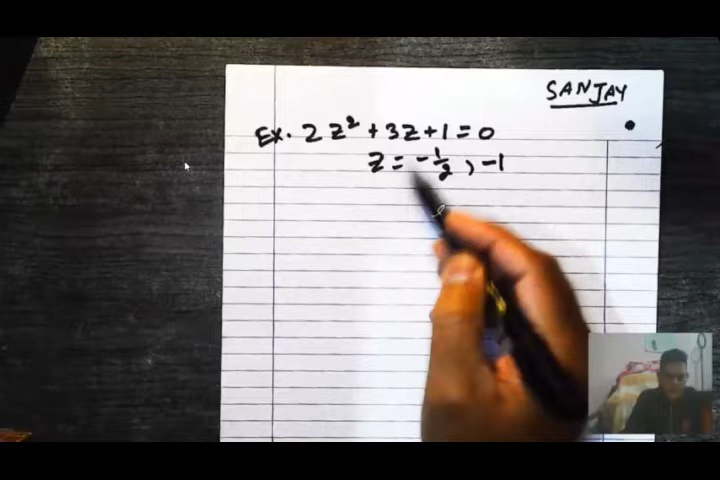 SANJAY
Ex. 2z² + 3z + 1 = 0
z = -1/2, -1